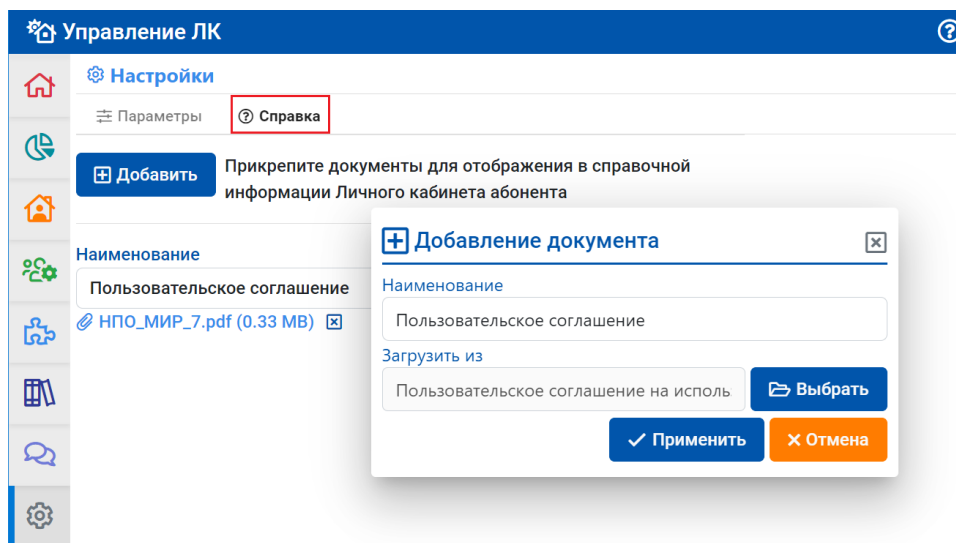 Управление ЛК
Настройки
Параметры
Справка
Добавить
Прикрепите документы для отображения в справочной
информации Личного кабинета абонента
Наименование
Пользовательское соглашение
НПО_МИР_7.pdf (0.33 MB)
Добавление документа
Наименование
Пользовательское соглашение
Загрузить из
Пользовательское соглашение на исполь
Выбрать
Применить
Отмена